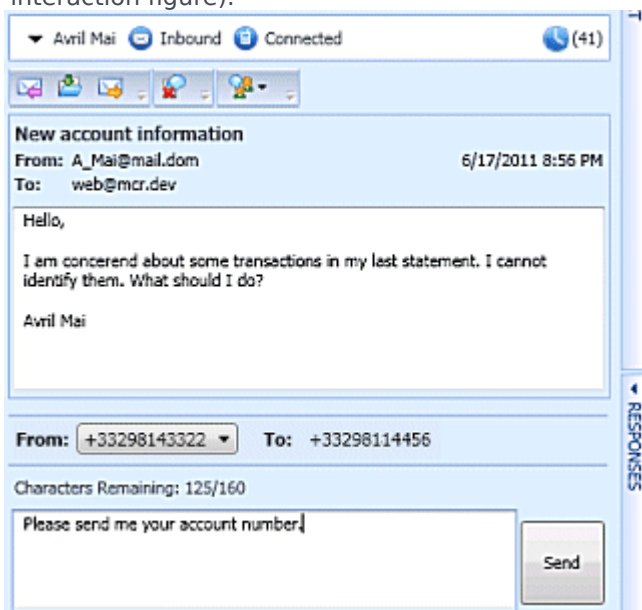 interaction figure).
Avril Mai Inbound Connected (41)
New account information
From: A_Mai@mail.dom 6/17/2011 8:56 PM
To: web@mcr.dev
Hello,
I am concerend about some transactions in my last statement. I cannot
identify them. What should I do?
Avril Mai
From: +33298143322 To: +33298114456
Characters Remaining: 125/160
Please send me your account number.
Send
RESPONSES